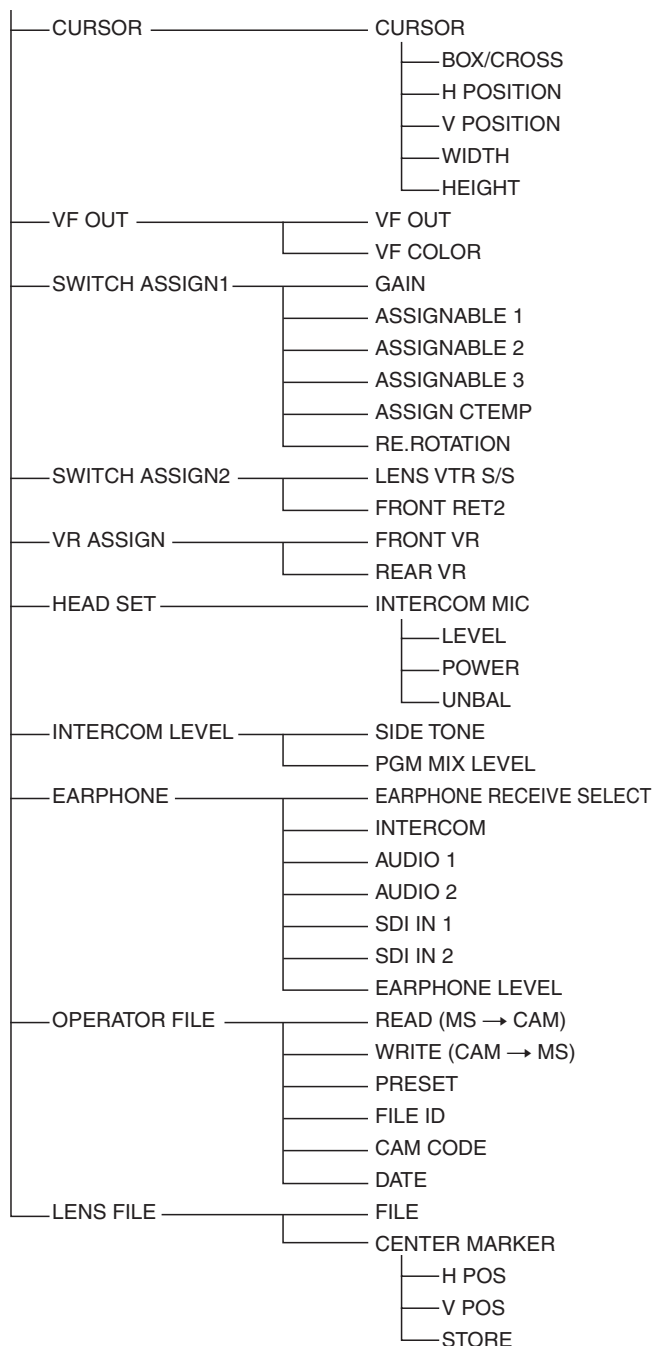 CURSOR CURSOR
BOX/CROSS
H POSITION
V POSITION
WIDTH
HEIGHT
VF OUT VF OUT
VF COLOR
SWITCH ASSIGN1 GAIN
ASSIGNABLE 1
ASSIGNABLE 2
ASSIGNABLE 3
ASSIGN CTEMP
RE.ROTATION
SWITCH ASSIGN2 LENS VTR S/S
FRONT RET2
VR ASSIGN FRONT VR
REAR VR
HEAD SET INTERCOM MIC
LEVEL
POWER
UNBAL
INTERCOM LEVEL SIDE TONE
PGM MIX LEVEL
EARPHONE EARPHONE RECEIVE SELECT
INTERCOM
AUDIO 1
AUDIO 2
SDI IN 1
SDI IN 2
EARPHONE LEVEL
OPERATOR FILE READ (MS → CAM)
WRITE (CAM → MS)
PRESET
FILE ID
CAM CODE
DATE
LENS FILE FILE
CENTER MARKER
H POS
V POS
STORE